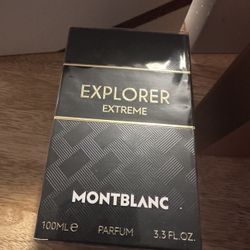 EXPLORER
EXTREME
MONTBLANC
100ML℮ PARFUM 3.3 FL.OZ.